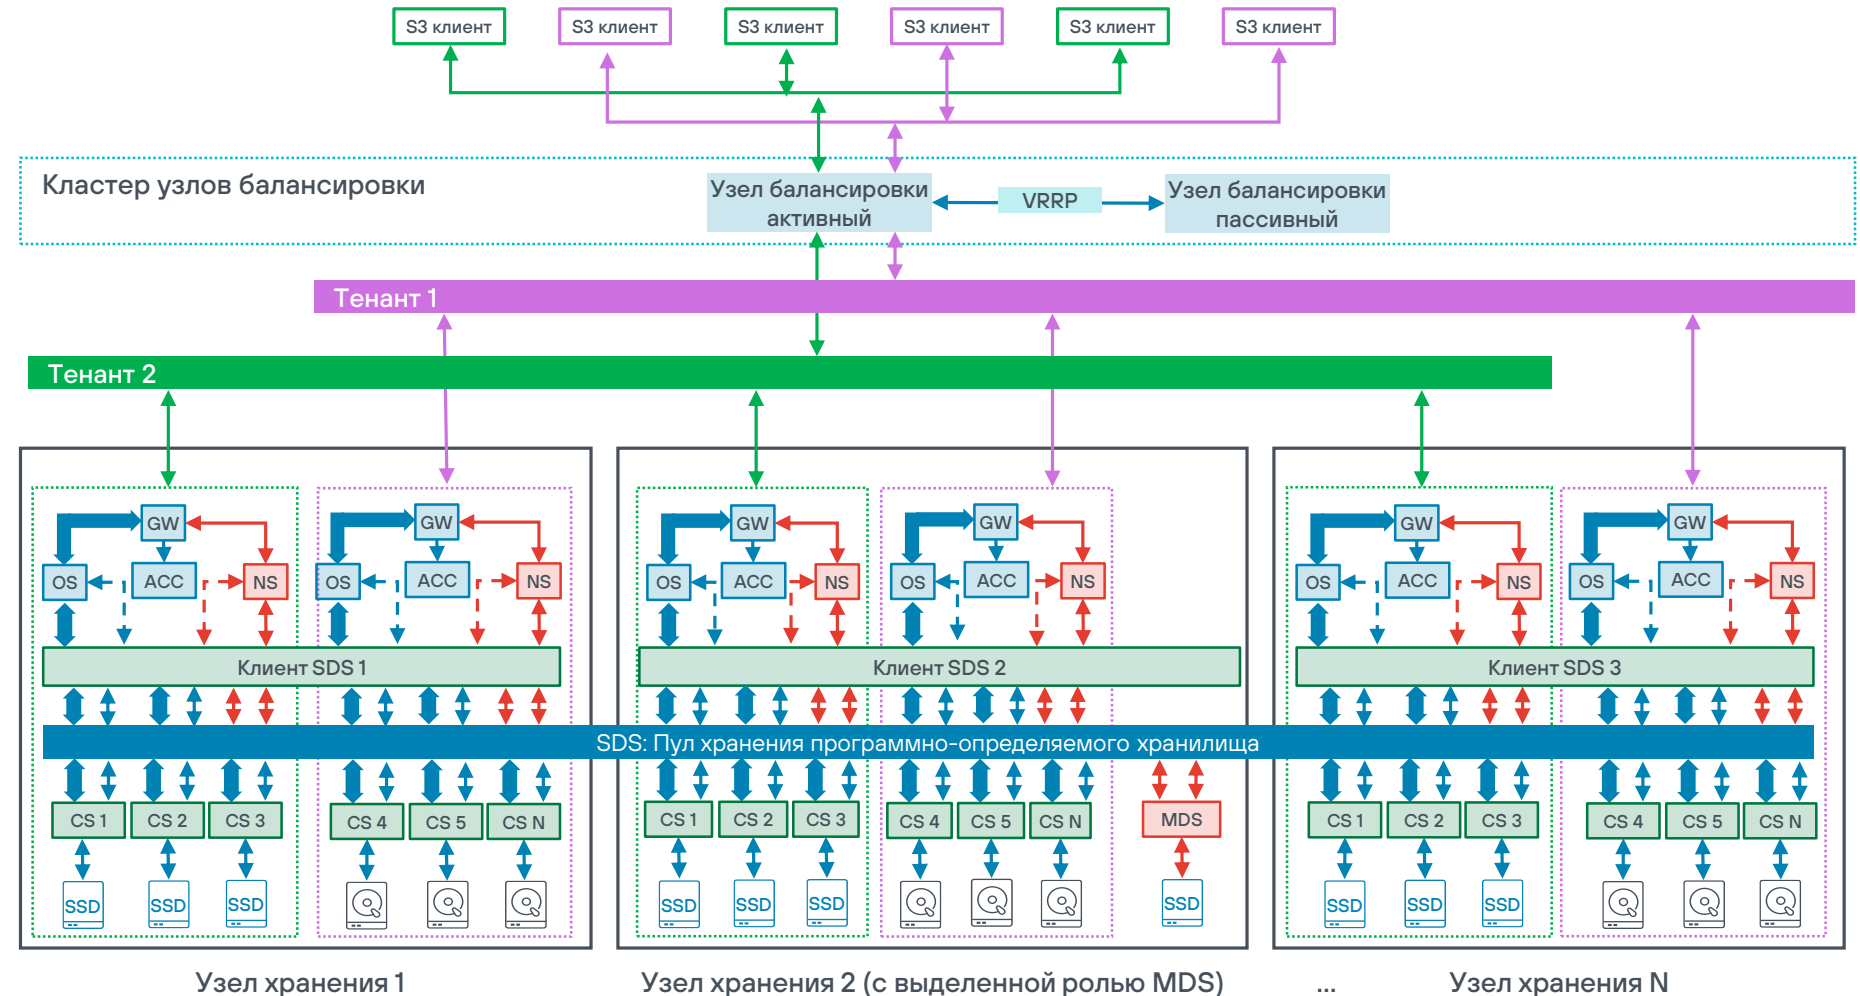 S3 клиент
S3 клиент
S3 клиент
S3 клиент
S3 клиент
S3 клиент
Кластер узлов балансировки
Узел балансировки
активный
VRRP
Узел балансировки
пассивный
Тенант 1
Тенант 2
GW
OS
ACC
NS
GW
OS
ACC
NS
GW
OS
ACC
NS
GW
OS
ACC
NS
GW
OS
ACC
NS
GW
OS
ACC
NS
Клиент SDS 1
Клиент SDS 2
Клиент SDS 3
SDS: Пул хранения программно-определяемого хранилища
CS 1
CS 2
CS 3
CS 4
CS 5
CS N
CS 1
CS 2
CS 3
CS 4
CS 5
CS N
MDS
CS 1
CS 2
CS 3
CS 4
CS 5
CS N
SSD
SSD
SSD
SSD
SSD
SSD
SSD
SSD
SSD
SSD
Узел хранения 1
Узел хранения 2 (с выделенной ролью MDS)
...
Узел хранения N